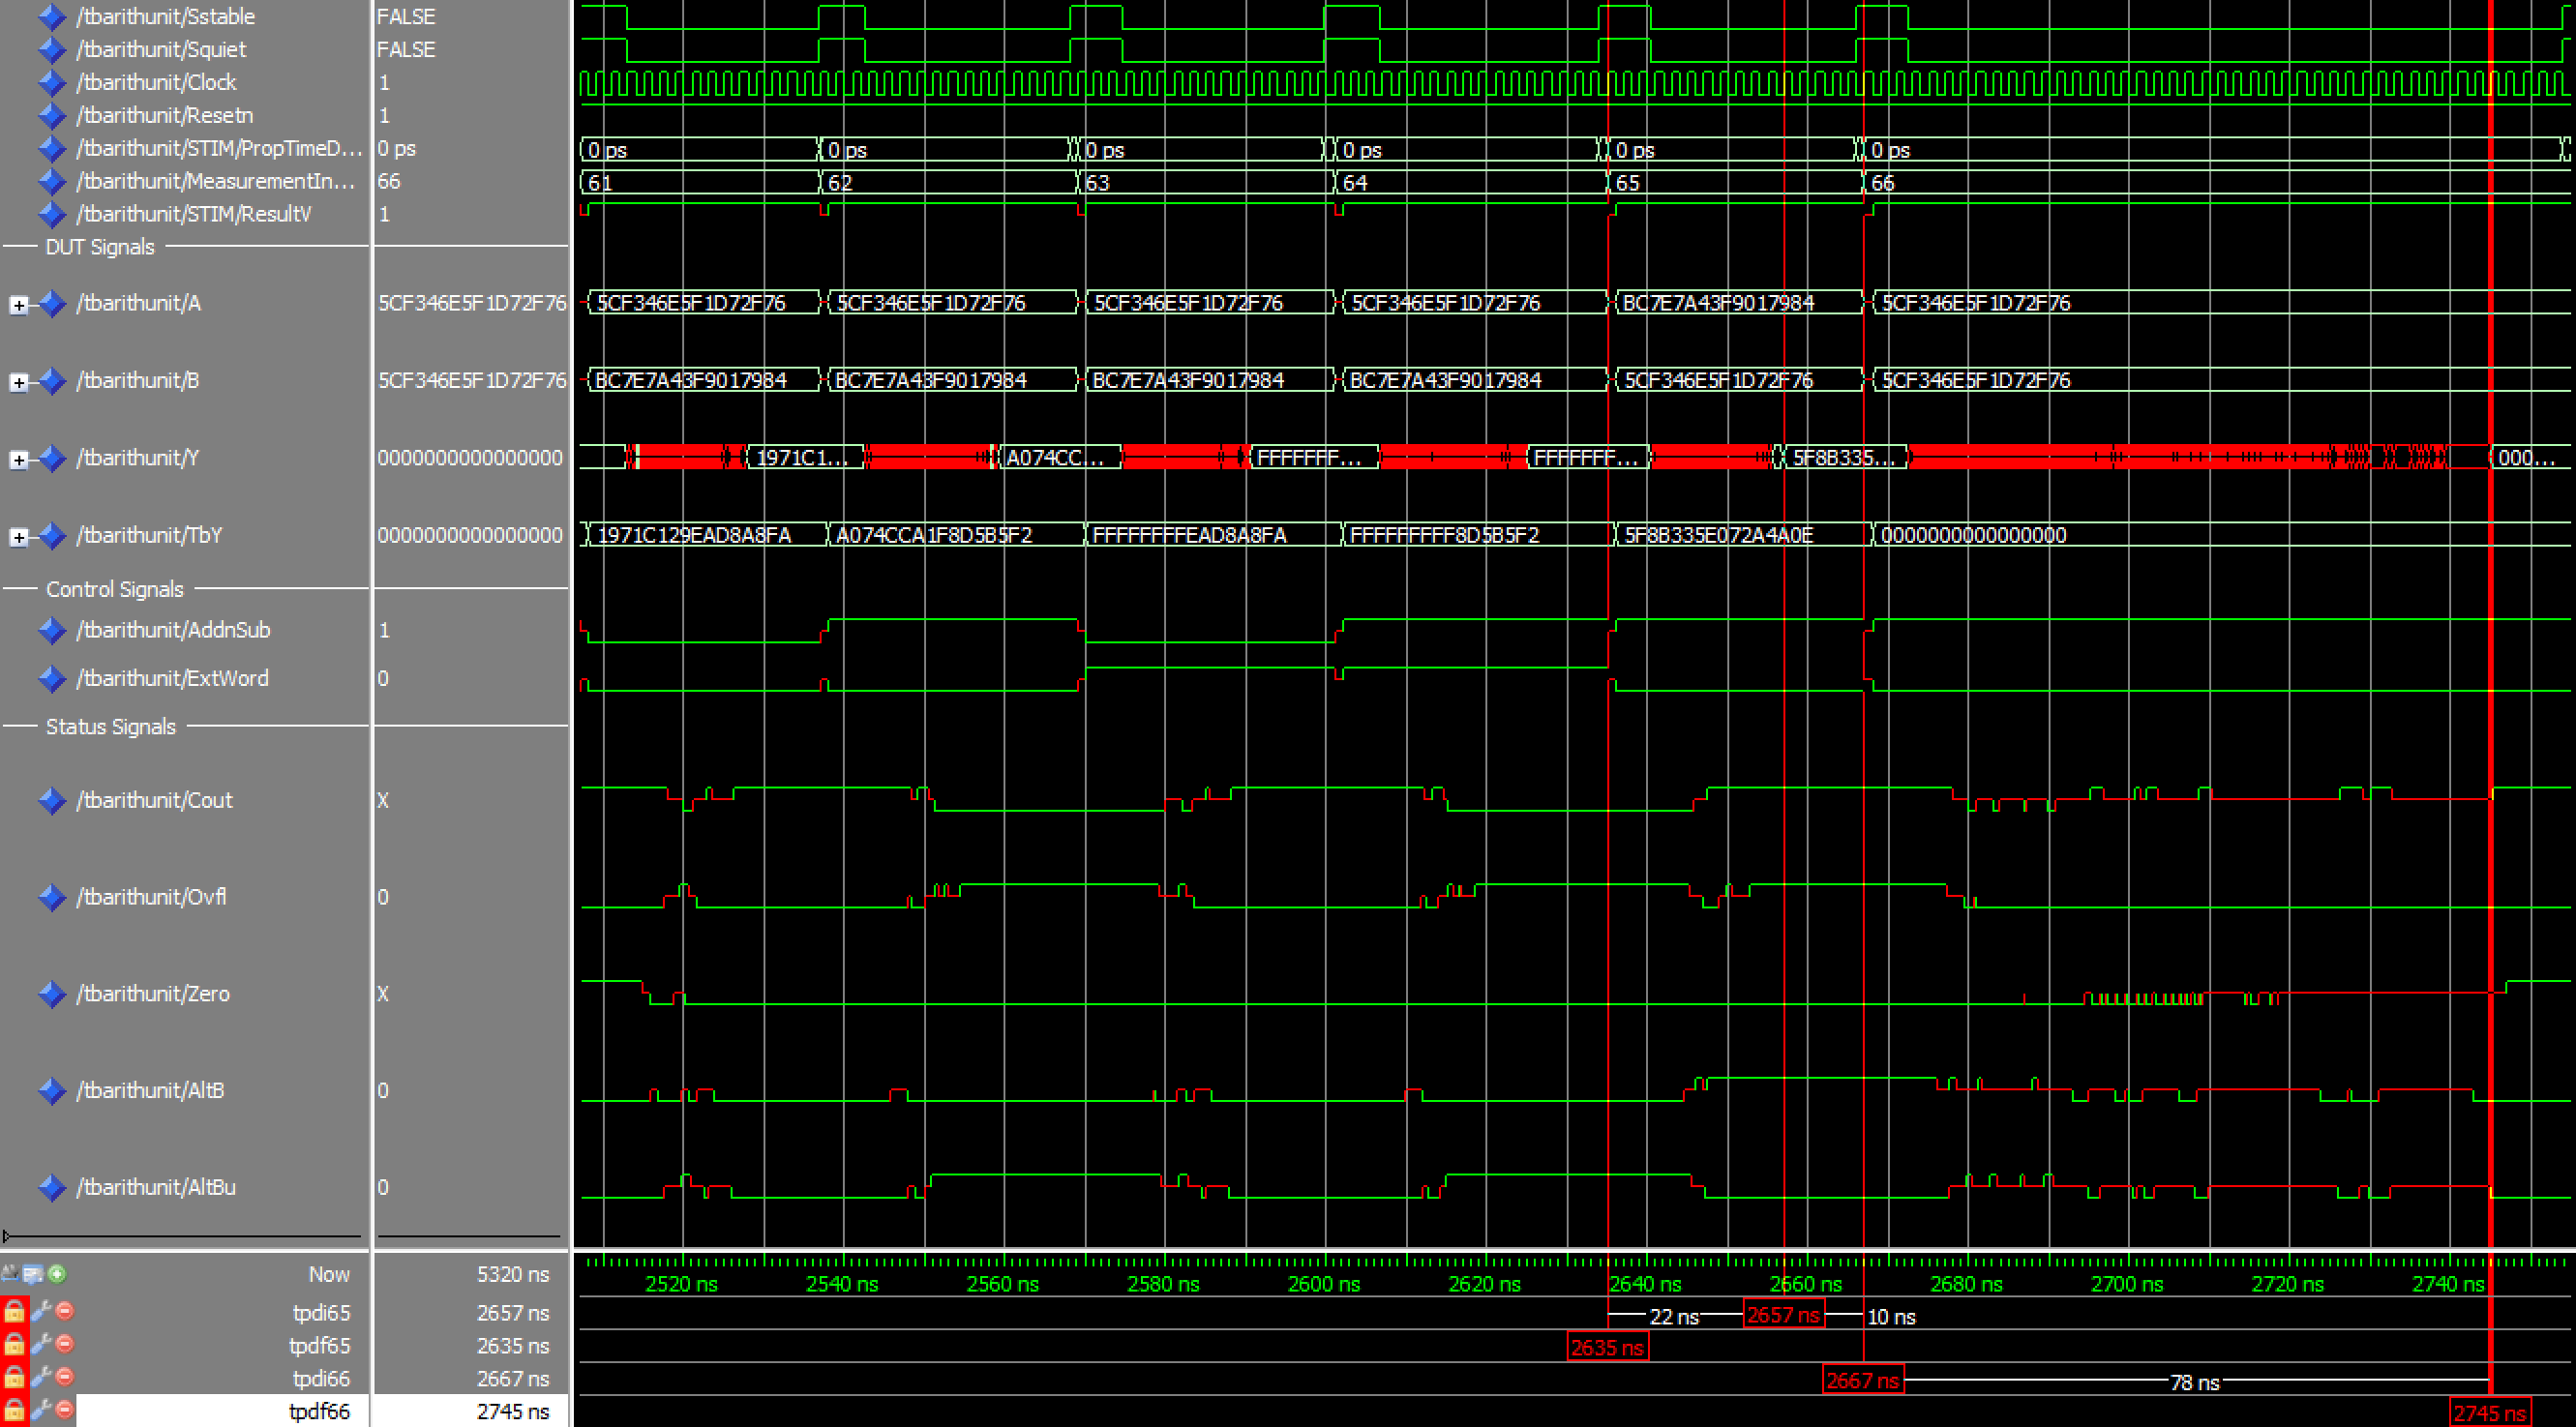 /tbarithunit/Sstable FALSE
/tbarithunit/Squiet FALSE
/tbarithunit/Clock 1
/tbarithunit/Resetn 1
/tbarithunit/STIM/PropTimeD... 0 ps 0 ps 0 ps 0 ps 0 ps 0 ps 0 ps
/tbarithunit/MeasurementIn... 66 61 62 63 64 65 66
/tbarithunit/STIM/ResultV 1
DUT Signals
/tbarithunit/A 5CF346E5F1D72F76 5CF346E5F1D72F76 5CF346E5F1D72F76 5CF346E5F1D72F76 5CF346E5F1D72F76 BC7E7A43F9017984 5CF346E5F1D72F76
/tbarithunit/B 5CF346E5F1D72F76 BC7E7A43F9017984 BC7E7A43F9017984 BC7E7A43F9017984 BC7E7A43F9017984 5CF346E5F1D72F76 5CF346E5F1D72F76
/tbarithunit/Y 0000000000000000 1971C1... A074CC... FFFFFFF... FFFFFFF... 5F8B335... 000...
/tbarithunit/TbY 0000000000000000 1971C129EAD8A8FA A074CCA1F8D5B5F2 FFFFFFFFEAD8A8FA FFFFFFFFF8D5B5F2 5F8B335E072A4A0E 0000000000000000
Control Signals
/tbarithunit/AddnSub 1
/tbarithunit/ExtWord 0
Status Signals
/tbarithunit/Cout X
/tbarithunit/Ovfl 0
/tbarithunit/Zero X
/tbarithunit/AltB 0
/tbarithunit/AltBu 0
Now 5320 ns 2520 ns 2540 ns 2560 ns 2580 ns 2600 ns 2620 ns 2640 ns 2660 ns 2680 ns 2700 ns 2720 ns 2740 ns
tpdi65 2657 ns 22 ns 2657 ns 10 ns
tpdf65 2635 ns 2635 ns
tpdi66 2667 ns 2667 ns 78 ns
tpdf66 2745 ns 2745 ns